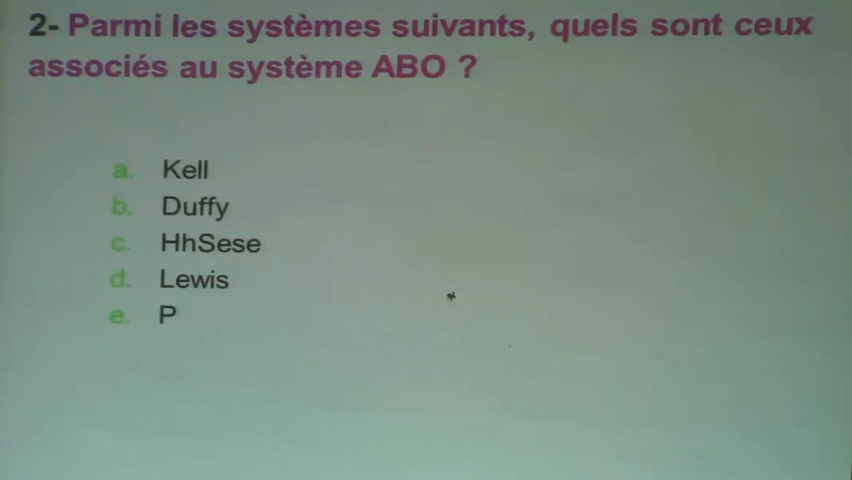 2- Parmi les systèmes suivants, quels sont ceux
associés au système ABO ?
a. Kell
b. Duffy
c. HhSese
d. Lewis
e. P